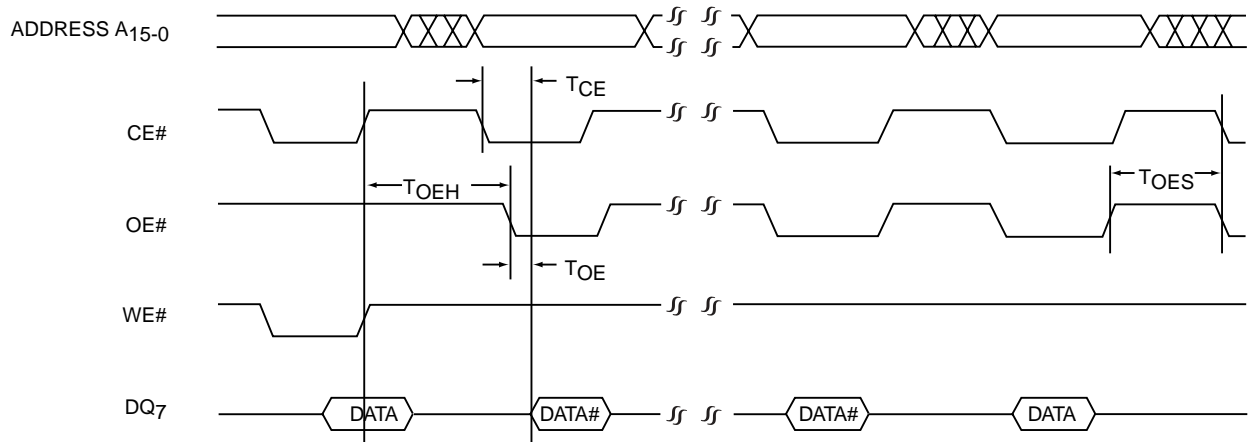 ADDRESS A15-0
TCE
CE#
TOEH
TOES
OE#
TOE
WE#
DQ7
DATA
DATA#
DATA#
DATA